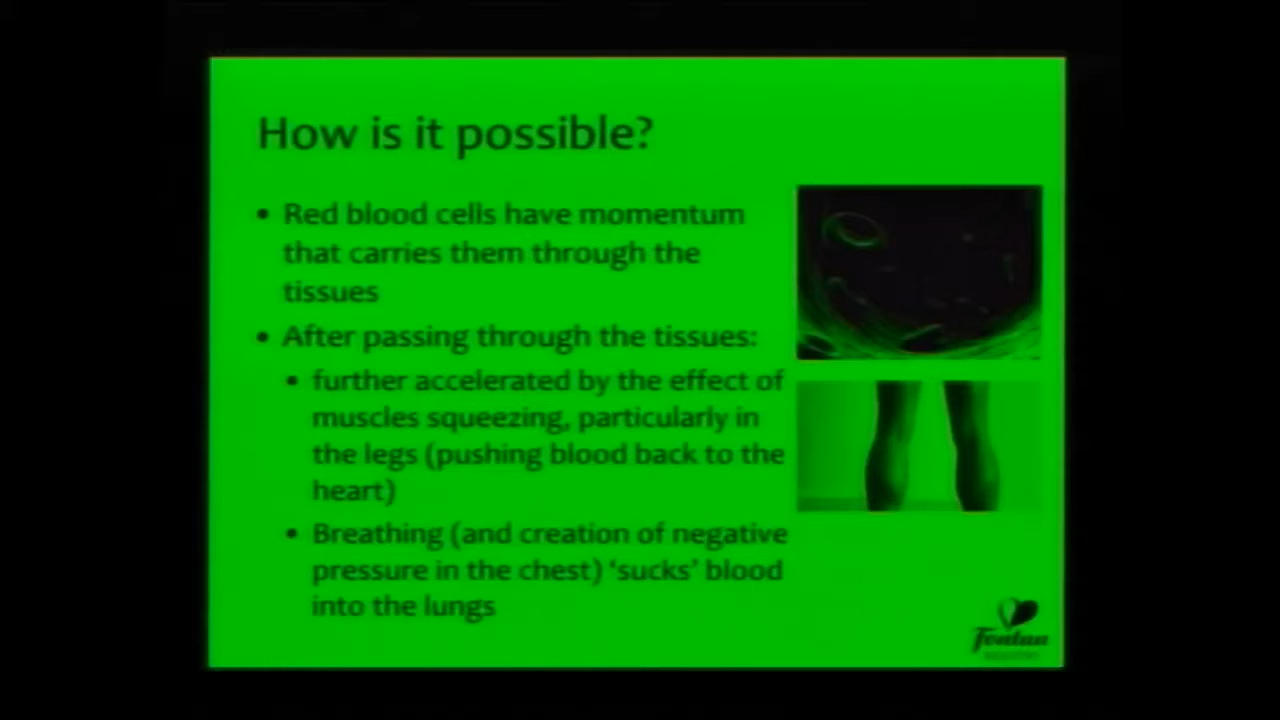 How is it possible?
• Red blood cells have momentum
that carries them through the
tissues
• After passing through the tissues:
• further accelerated by the effect of
muscles squeezing, particularly in
the legs (pushing blood back to the
heart)
• Breathing (and creation of negative
pressure in the chest) ‘sucks’ blood
into the lungs
Fontan